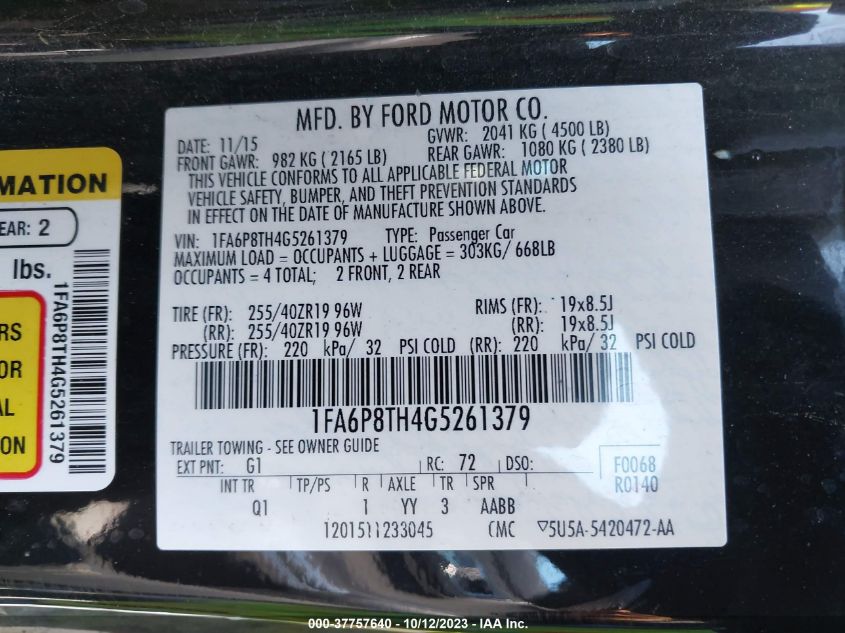 MFD. BY FORD MOTOR CO.
DATE: 11/15 GVWR: 2041 KG ( 4500 LB)
FRONT GAWR: 982 KG ( 2165 LB) REAR GAWR: 1080 KG ( 2380 LB)
THIS VEHICLE CONFORMS TO ALL APPLICABLE FEDERAL MOTOR
VEHICLE SAFETY, BUMPER, AND THEFT PREVENTION STANDARDS
IN EFFECT ON THE DATE OF MANUFACTURE SHOWN ABOVE.
VIN: 1FA6P8TH4G5261379 TYPE: Passenger Car
MAXIMUM LOAD = OCCUPANTS + LUGGAGE = 303KG/ 668LB
OCCUPANTS = 4 TOTAL; 2 FRONT, 2 REAR
TIRE (FR): 255/40ZR19 96W RIMS (FR): 19x8.5J
(RR): 255/40ZR19 96W (RR): 19x8.5J
PRESSURE (FR): 220 kPa/ 32 PSI COLD (RR): 220 kPa/ 32 PSI COLD
1FA6P8TH4G5261379
TRAILER TOWING - SEE OWNER GUIDE
EXT PNT: G1 RC: 72 DSO: F0068
INT TR TP/PS R AXLE TR SPR R0140
Q1 1 YY 3 AABB
1201511233045 CMC 5U5A-5420472-AA
MATION
EAR: 2
lbs.
RS
OR
AL
ON
1FA6P8TH4G5261379
000-37757640 - 10/12/2023 - IAA Inc.